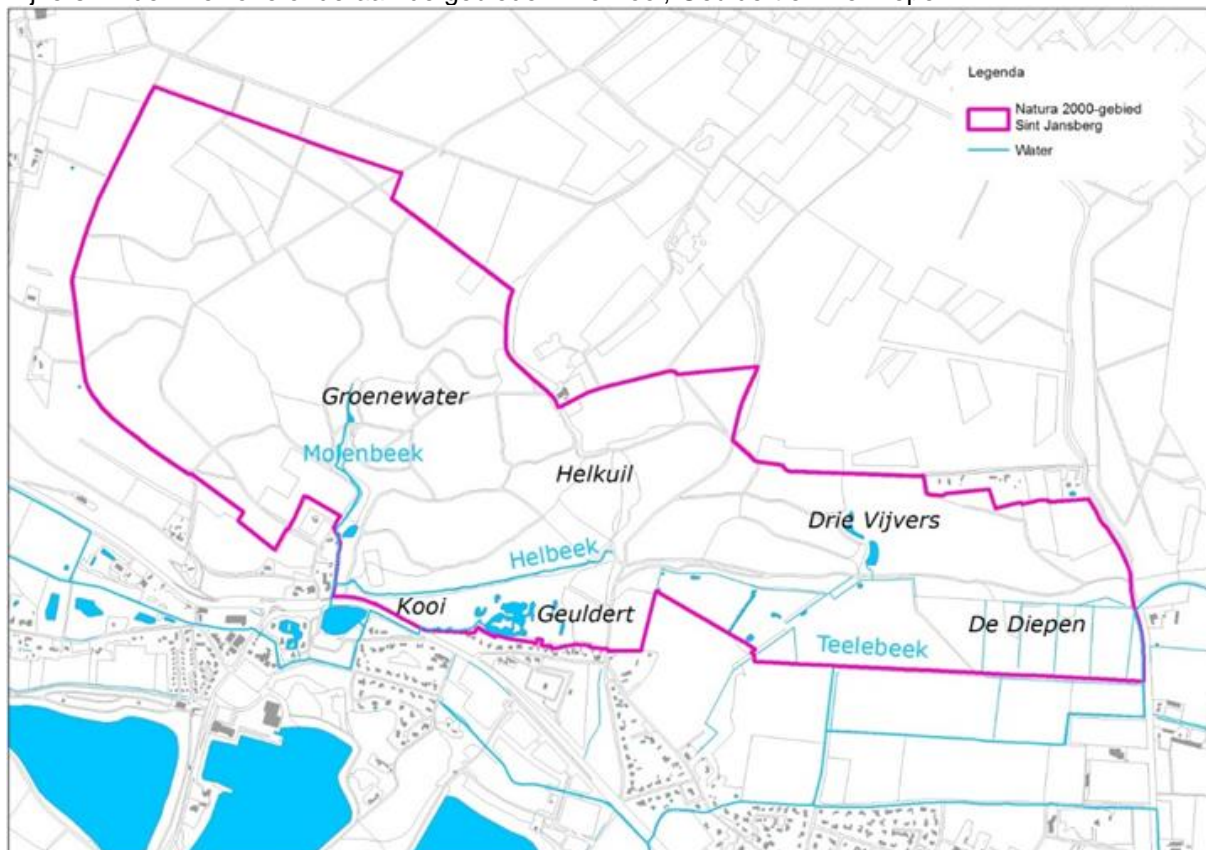 Legenda
Natura 2000-gebied
Sint Jansberg
Water
Groenewater
Molenbeek
Helkuil
Drie Vijvers
Helbeek
Kooi
Geuldert
De Diepen
Teelebeek